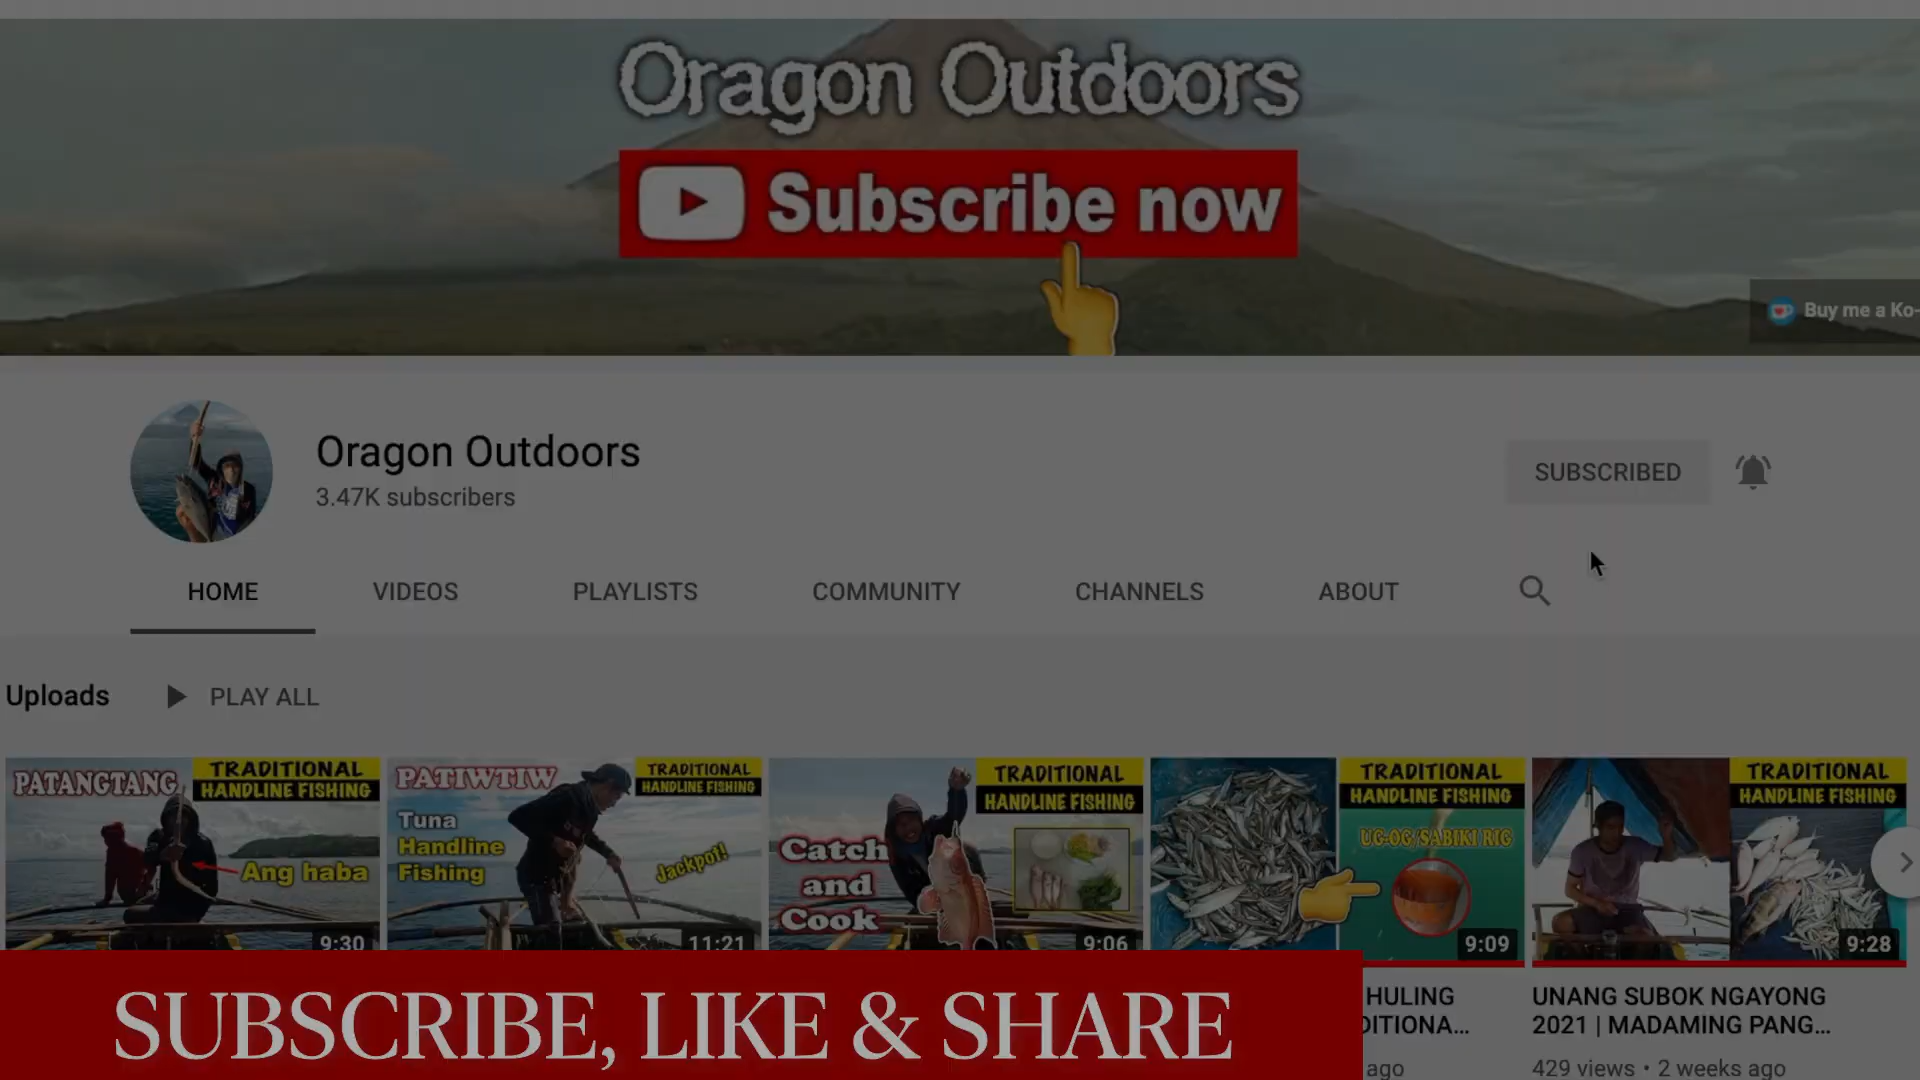 Oragon Outdoors
Subscribe now
Buy me a Ko-
Oragon Outdoors
3.47K subscribers
SUBSCRIBED
HOME VIDEOS PLAYLISTS COMMUNITY CHANNELS ABOUT
Uploads PLAY ALL
PATANGTANG
TRADITIONAL
HANDLINE FISHING
Ang haba
9:30
PATIWTIW
TRADITIONAL
HANDLINE FISHING
Tuna
Handline
Fishing
Jackpot!
11:21
TRADITIONAL
HANDLINE FISHING
Catch
and
Cook
9:06
TRADITIONAL
HANDLINE FISHING
UG-OG/SABIKI RIG
9:09
TRADITIONAL
HANDLINE FISHING
9:28
SUBSCRIBE, LIKE & SHARE
HULING
DITIONA...
ago
UNANG SUBOK NGAYONG
2021 | MADAMING PANG...
429 views • 2 weeks ago